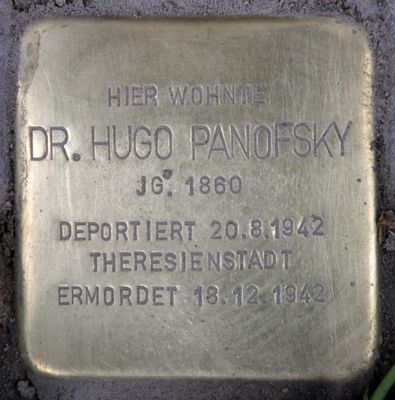 HIER WOHNTE
DR. HUGO PANOFSKY
JG. 1860
DEPORTIERT 20.8.1942
THERESIENSTADT
ERMORDET 18.12.1942